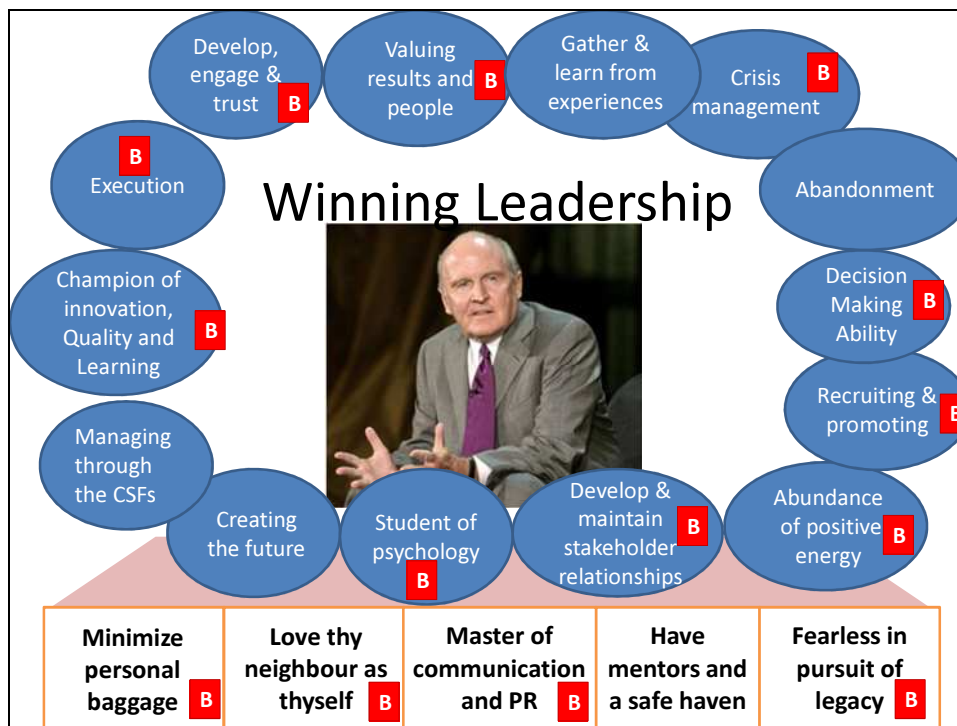 Winning Leadership
Develop,
engage &
trust
B
Valuing
results and
people
B
Gather &
learn from
experiences
Crisis
management
B
Abandonment
Decision
Making
Ability
B
Recruiting &
promoting
B
Abundance
of positive
energy
B
Develop &
maintain
stakeholder
relationships
B
Student of
psychology
B
Creating
the future
Managing
through
the CSFs
Champion of
innovation,
Quality and
Learning
B
Execution
B
Minimize
personal
baggage
B
Love thy
neighbour as
thyself
B
Master of
communication
and PR
B
Have
mentors and
a safe haven
Fearless in
pursuit of
legacy
B